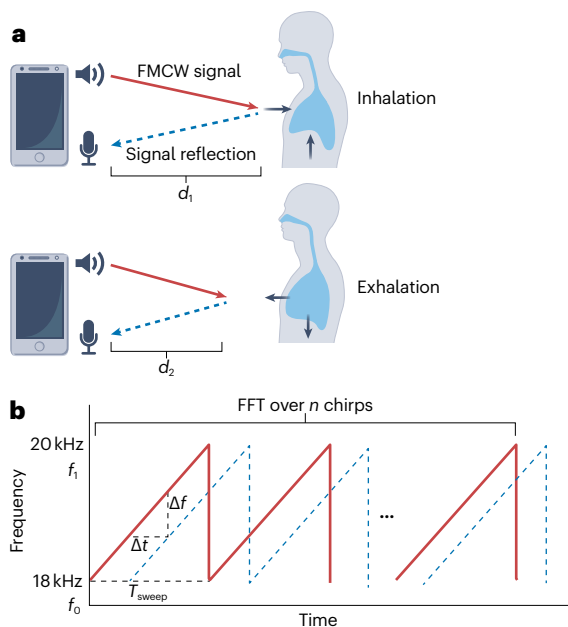 a
FMCW signal
Inhalation
Signal reflection
d₁
Exhalation
d₂
b
FFT over n chirps
20 kHz
f₁
Δf
Δt
...
Frequency
18 kHz
f₀
Tsweep
Time